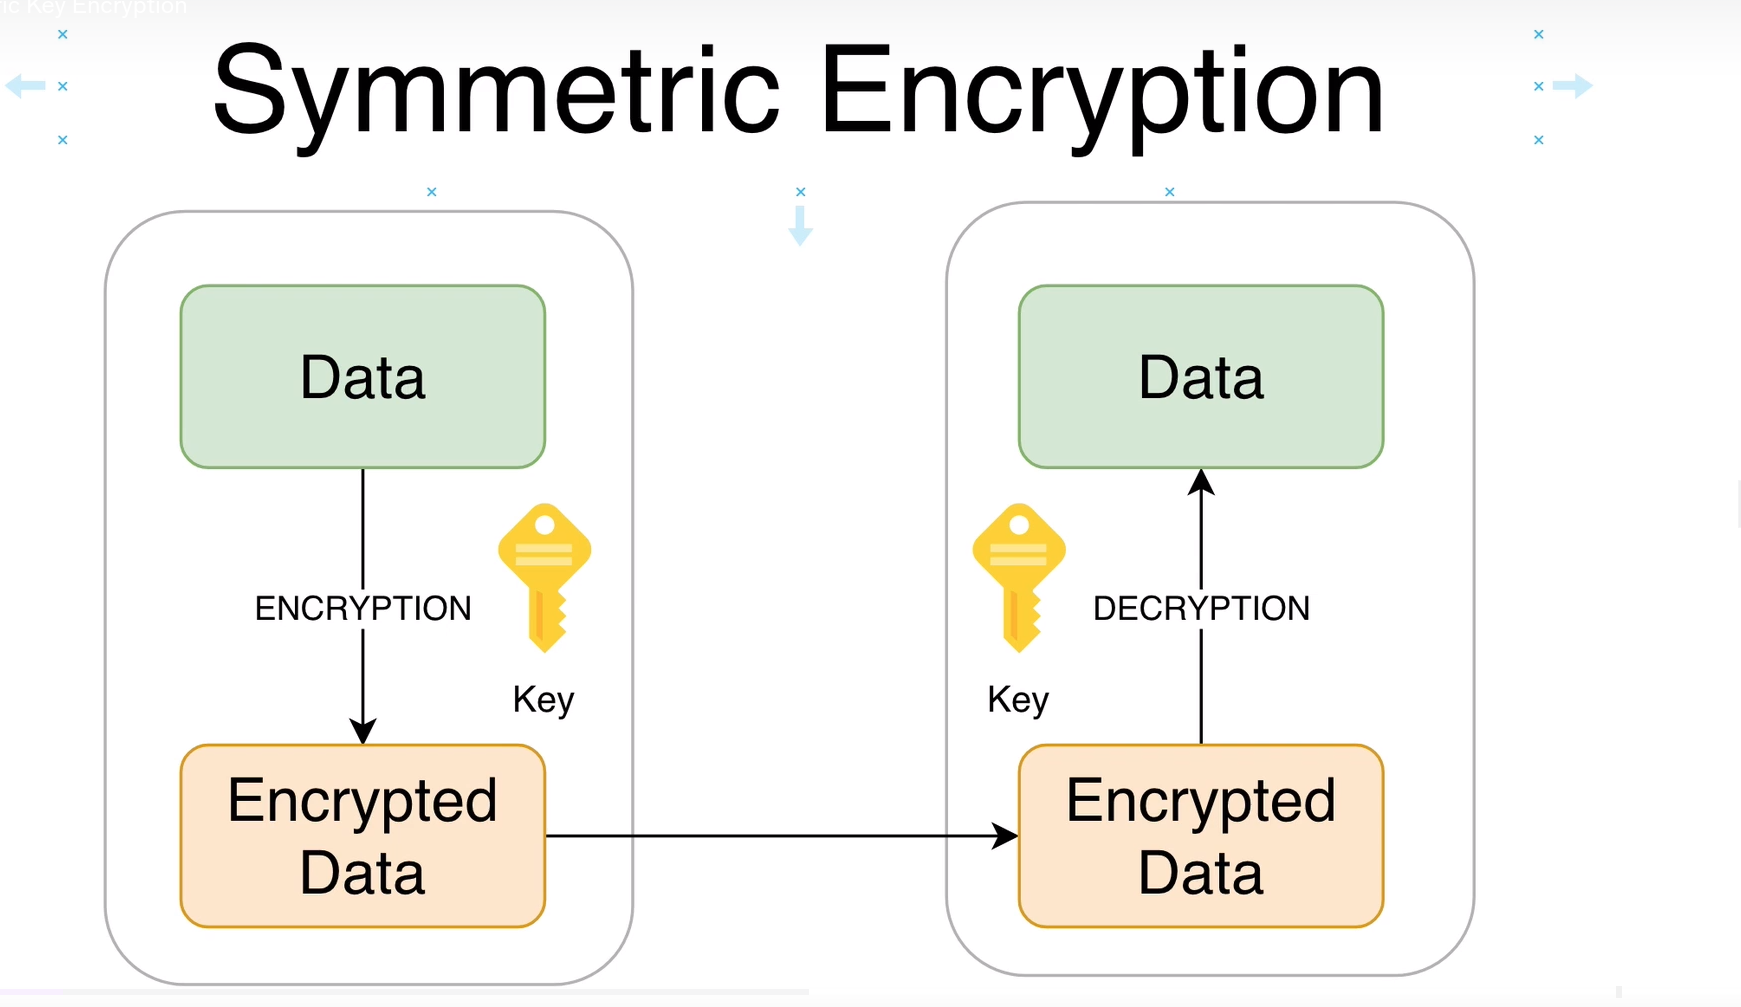 ic Key Encryption
Symmetric Encryption
Data
ENCRYPTION
Key
Encrypted
Data
Data
DECRYPTION
Key
Encrypted
Data